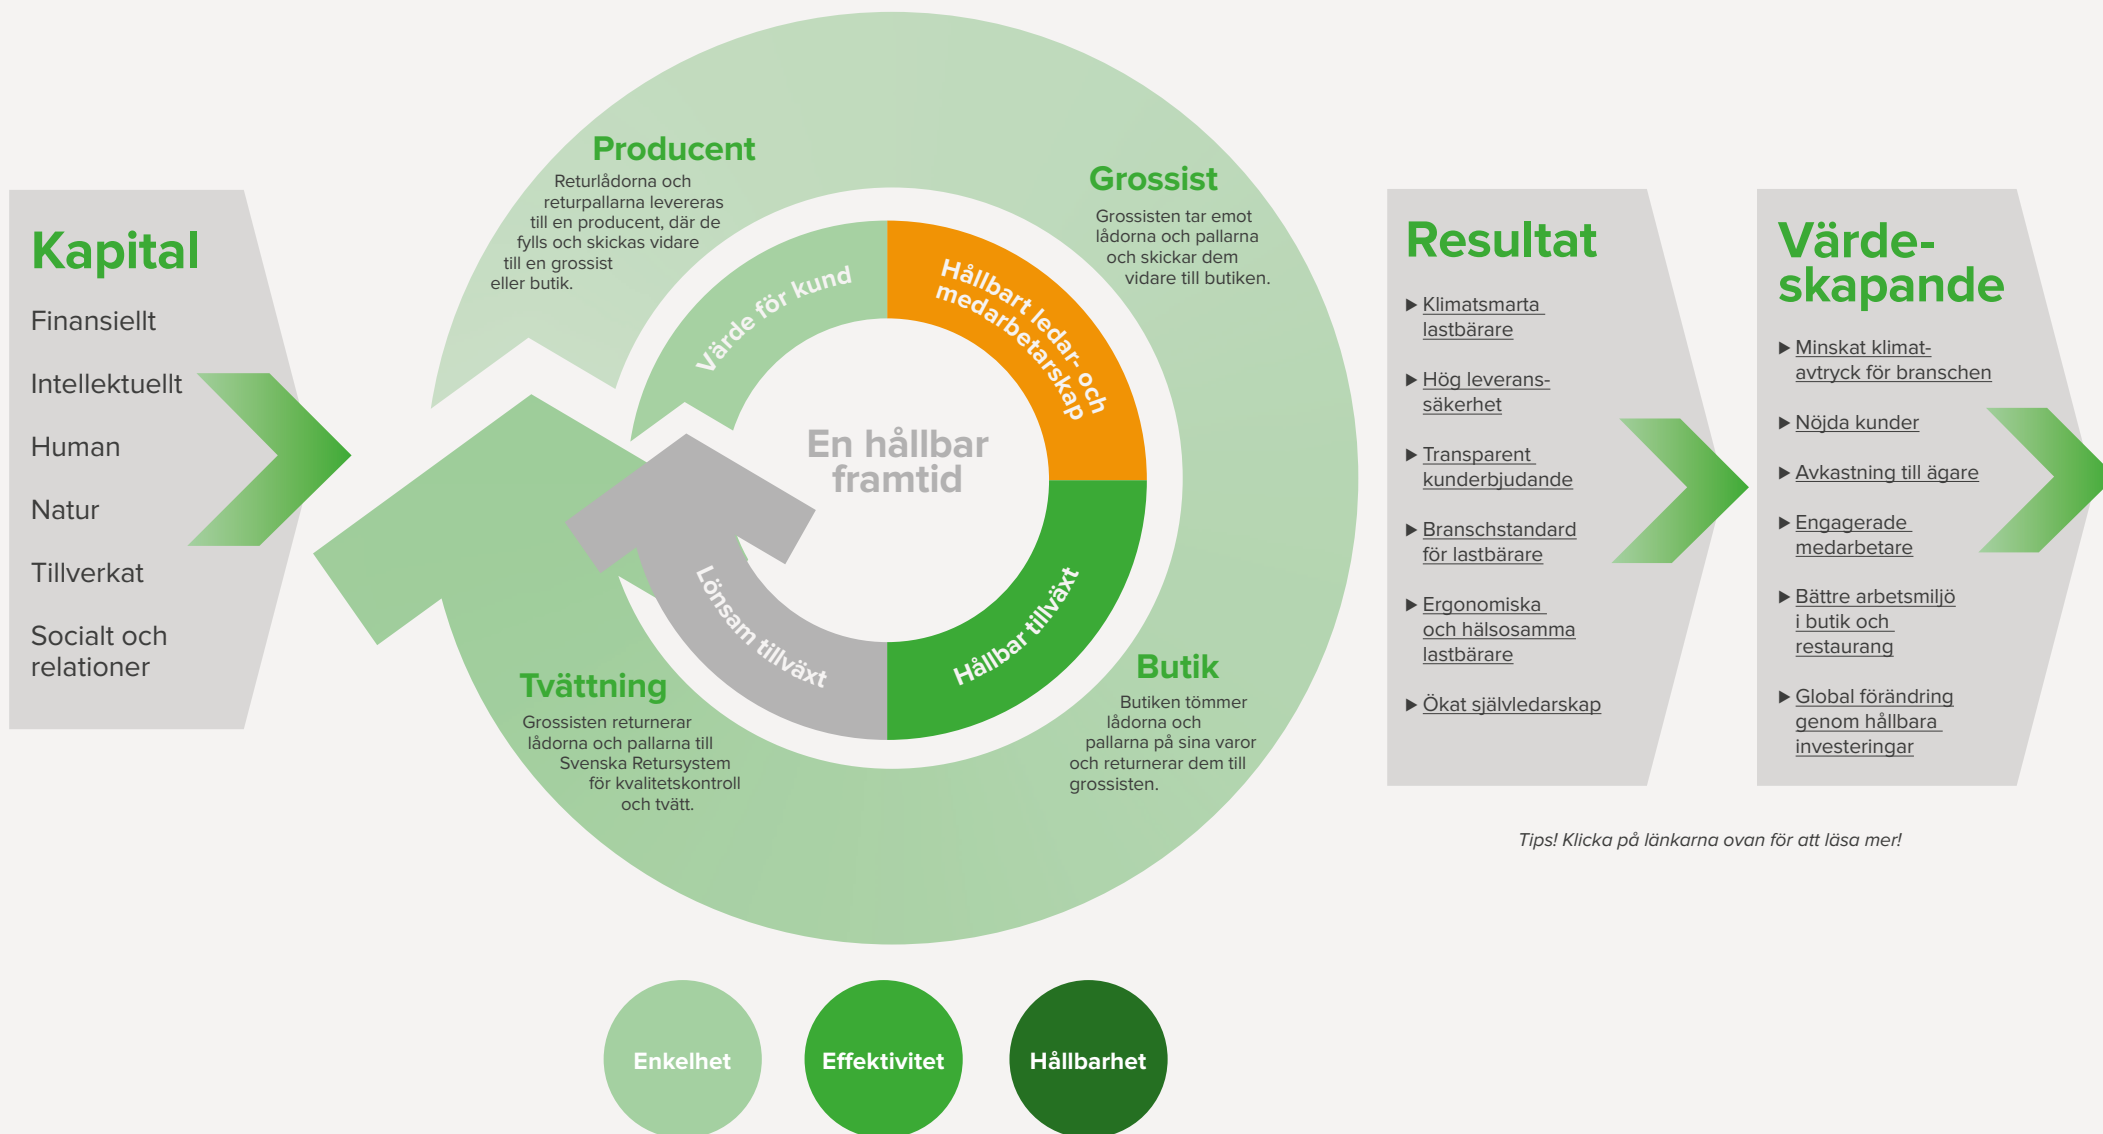 Kapital
Finansiellt
Intellektuellt
Human
Natur
Tillverkat
Socialt och
relationer
Producent
Returlådorna och
returpallarna levereras
till en producent, där de
fylls och skickas vidare
till en grossist
eller butik.
Grossist
Grossisten tar emot
lådorna och pallarna
och skickar dem
vidare till butiken.
Butik
Butiken tömmer
lådorna och
pallarna på sina varor
och returnerar dem till
grossisten.
Tvättning
Grossisten returnerar
lådorna och pallarna till
Svenska Retursystem
för kvalitetskontroll
och tvätt.
Värde för kund
Hållbart ledar- och
medarbetarskap
Hållbar tillväxt
Lönsam tillväxt
En hållbar
framtid
Resultat
▶ Klimatsmarta
lastbärare
▶ Hög leverans-
säkerhet
▶ Transparent
kunderbjudande
▶ Branschstandard
för lastbärare
▶ Ergonomiska
och hälsosamma
lastbärare
▶ Ökat självledarskap
Värde-
skapande
▶ Minskat klimat-
avtryck för branschen
▶ Nöjda kunder
▶ Avkastning till ägare
▶ Engagerade
medarbetare
▶ Bättre arbetsmiljö
i butik och
restaurang
▶ Global förändring
genom hållbara
investeringar
Tips! Klicka på länkarna ovan för att läsa mer!
Enkelhet
Effektivitet
Hållbarhet